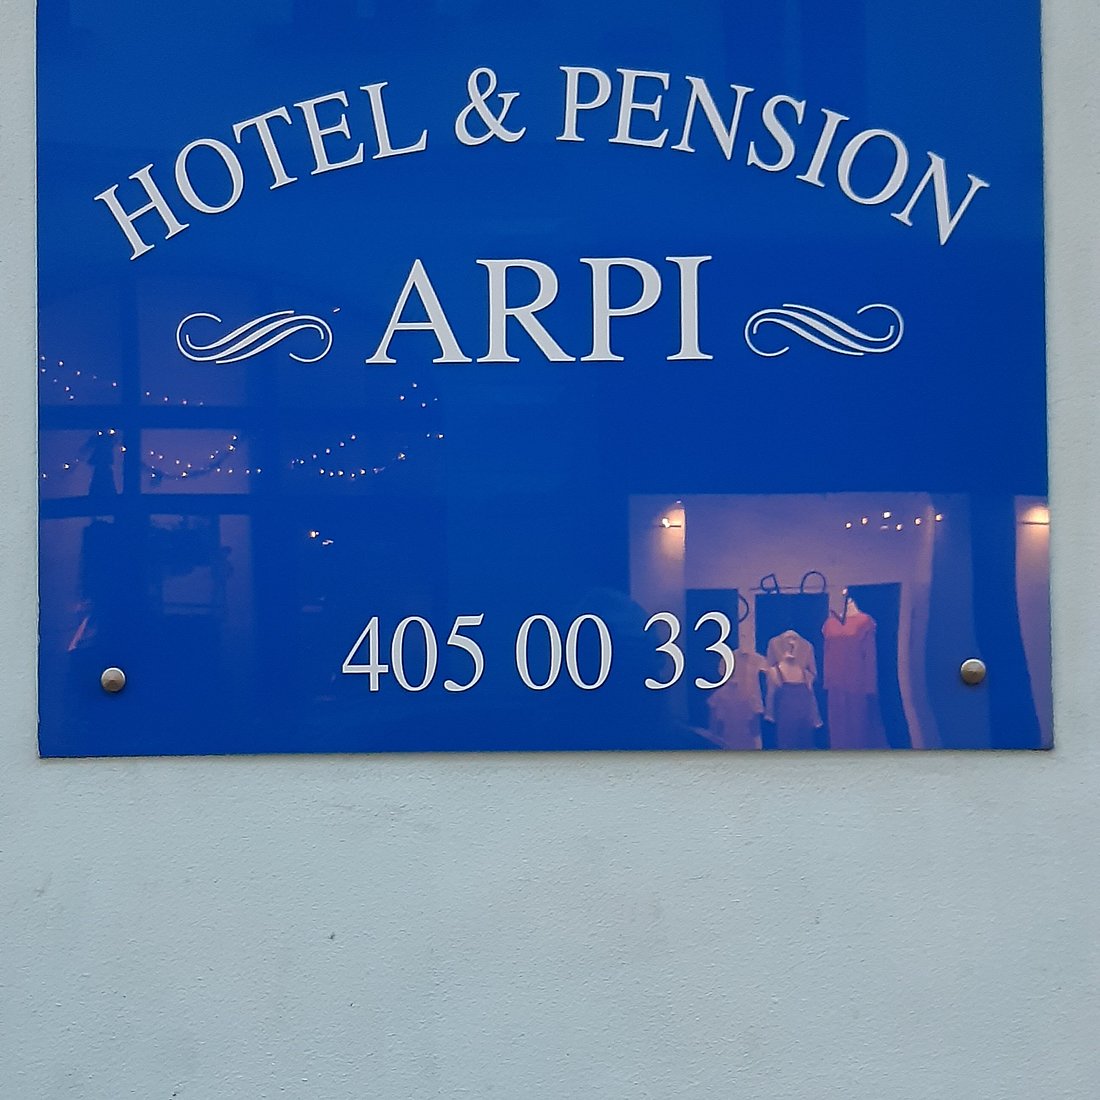 HOTEL & PENSION
ARPI
405 00 33